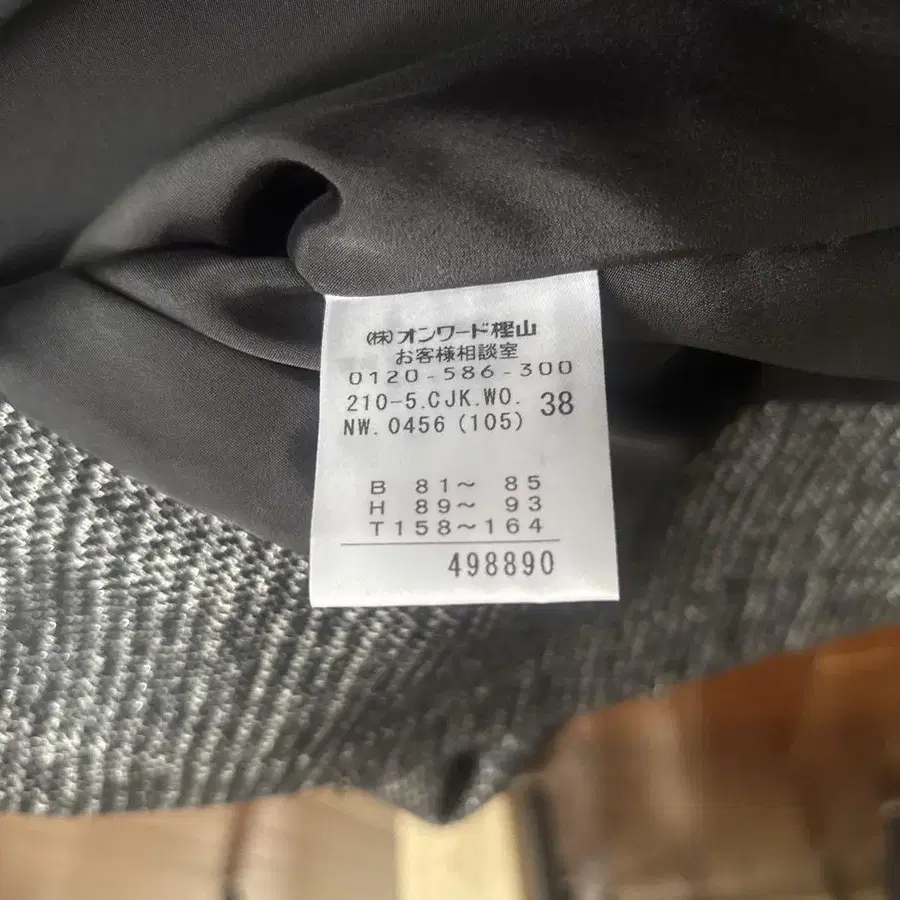 (株)オンワード樫山
お客様相談室
0120-586-300
210-5.CJK.WO. 38
NW.0456(105)
B 81〜 85
H 89〜 93
T158〜164
498890